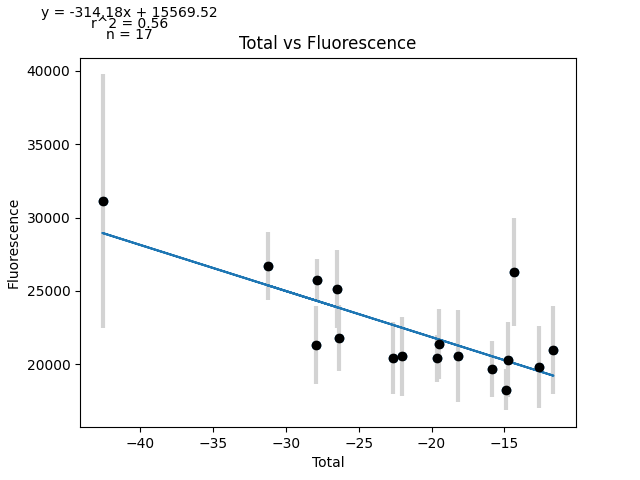 y = -314.18x + 15569.52
r^2 = 0.56
n = 17
Total vs Fluorescence
40000
35000
30000
25000
20000
Fluorescence
−40
−35
−30
−25
−20
−15
Total